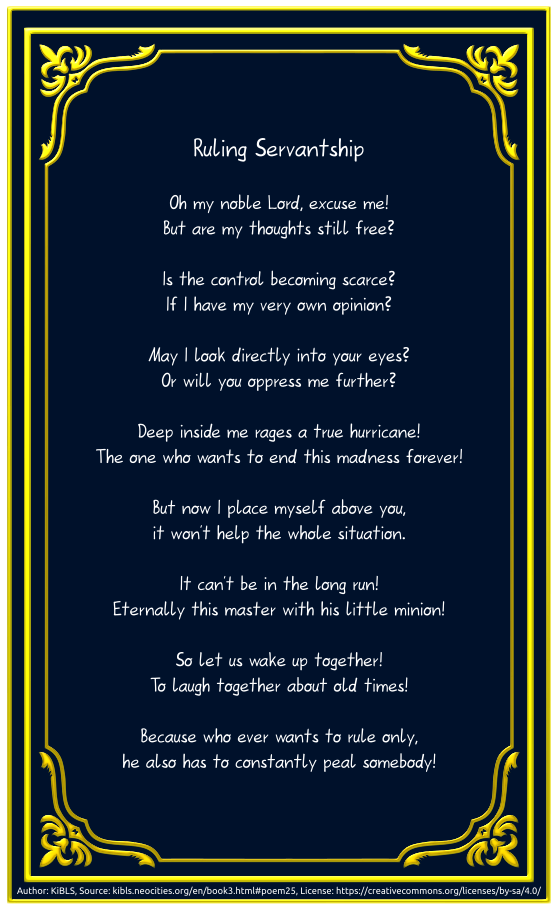 Ruling Servantship
Oh my noble Lord, excuse me!
But are my thoughts still free?
Is the control becoming scarce?
If I have my very own opinion?
May I look directly into your eyes?
Or will you oppress me further?
Deep inside me rages a true hurricane!
The one who wants to end this madness forever!
But now I place myself above you,
it won't help the whole situation.
It can't be in the long run!
Eternally this master with his little minion!
So let us wake up together!
To laugh together about old times!
Because who ever wants to rule only,
he also has to constantly peal somebody!
Author: KiBLS, Source: kibls.neocities.org/en/book3.html#poem25, License: https://creativecommons.org/licenses/by-sa/4.0/